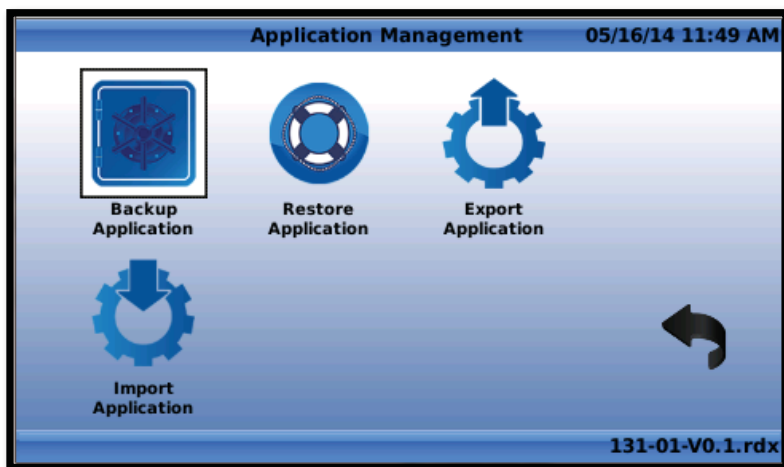 Application Management 05/16/14 11:49 AM
Backup
Application
Restore
Application
Export
Application
Import
Application
131-01-V0.1.rdx